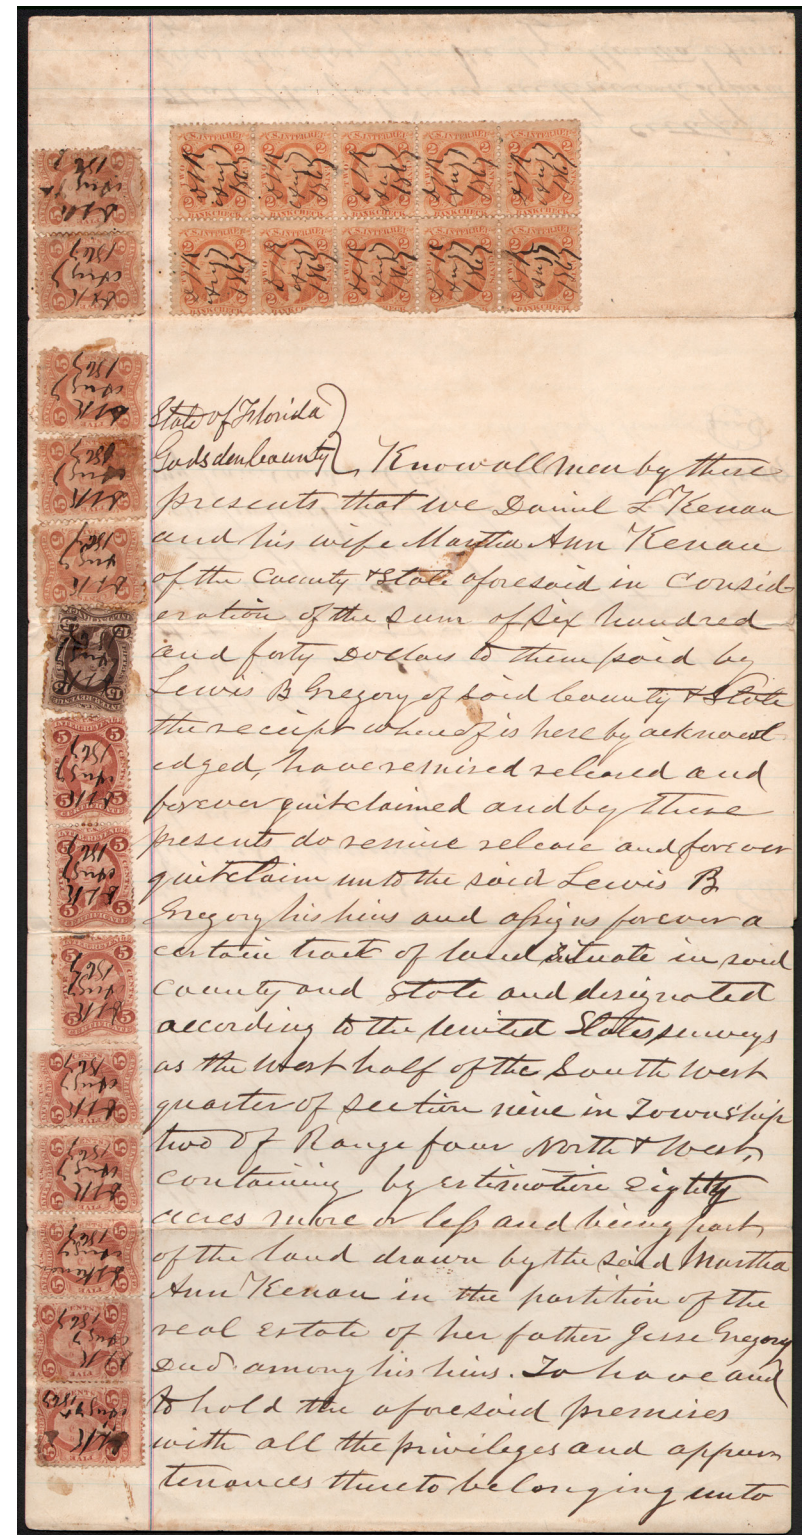 State of Florida
Gadsden County
Know all men by these
presents that we Daniel L Kenan
and his wife Martha Ann Kenan
of the County & State aforesaid in consid-
eration of the sum of six hundred
and forty Dollars to them paid by
Lewis B Gregory of said County & State
the receipt whereof is hereby acknowl
edged, have remised released and
forever quitclaimed and by these
presents do remise release and forever
quitclaim unto the said Lewis B
Gregory his heirs and assigns forever a
certain tract of land situate in said
County and State and designated
according to the United States surveys
as the West half of the South West
quarter of Section nine in Township
two of Range four North & West,
containing by estimation Eighty
acres more or less and being part
of the land drawn by the said Martha
Ann Kenan in the partition of the
real Estate of her father Jesse Gregory
Decd among his heirs. To have and
to hold the aforesaid premises
with all the privileges and appur
tenances thereto belonging unto